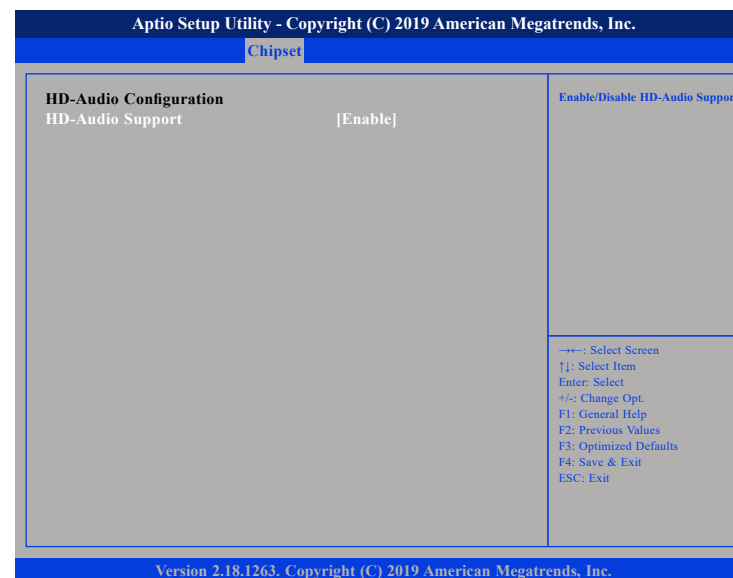 Aptio Setup Utility - Copyright (C) 2019 American Megatrends, Inc.
Chipset
HD-Audio Configuration
HD-Audio Support [Enable]
Enable/Disable HD-Audio Suppor
→←: Select Screen
↑↓: Select Item
Enter: Select
+/-: Change Opt.
F1: General Help
F2: Previous Values
F3: Optimized Defaults
F4: Save & Exit
ESC: Exit
Version 2.18.1263. Copyright (C) 2019 American Megatrends, Inc.